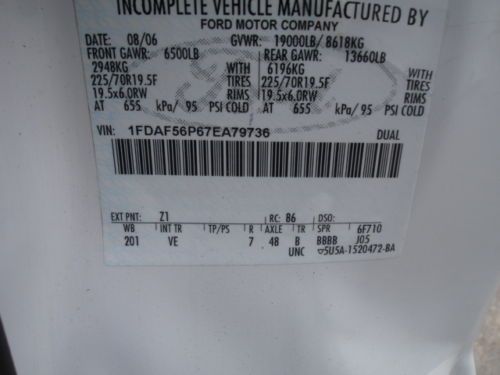 INCOMPLETE VEHICLE MANUFACTURED BY
FORD MOTOR COMPANY
DATE: 08/06 GVWR: 19000LB/ 8618KG
FRONT GAWR: 6500LB REAR GAWR: 13660LB
2948KG WITH 6196KG WITH
225/70R19.5F TIRES 225/70R19.5F TIRES
19.5x6.0RW RIMS 19.5x6.0RW RIMS
AT 655 kPa/ 95 PSI COLD AT 655 kPa/ 95 PSI COLD
VIN: 1FDAF56P67EA79736 DUAL
EXT PNT: Z1 RC: 86 DSO:
WB INT TR TP/PS R AXLE TR SPR 6F710
201 VE 7 48 B BBBB J05
UNC ▽5U5A-1520472-BA